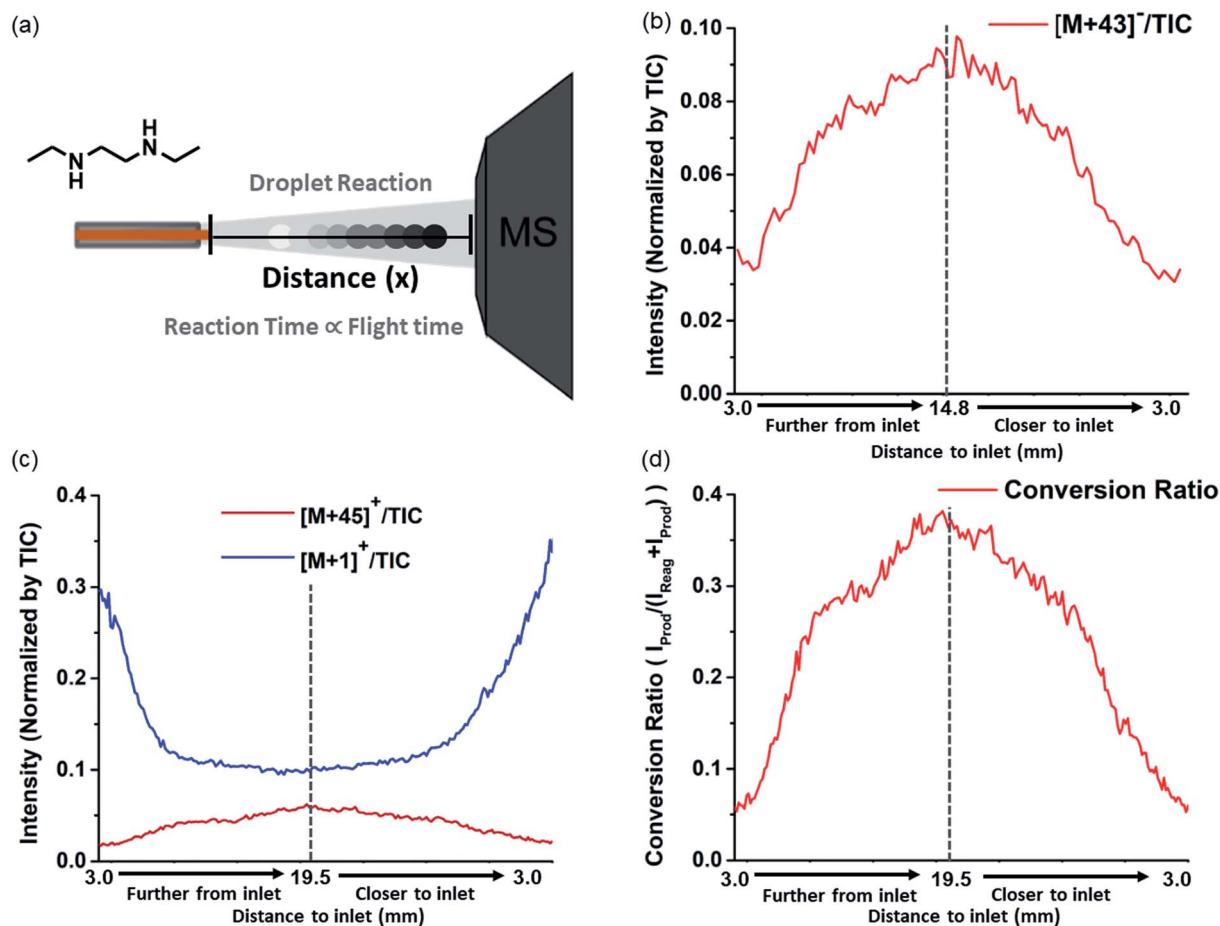 (a)
H
N
N
H
Droplet Reaction
MS
Distance (x)
Reaction Time ∝ Flight time
(b)
[M+43]⁻/TIC
Intensity (Normalized by TIC)
0.10
0.08
0.06
0.04
0.02
0.00
3.0
14.8
3.0
Further from inlet
Closer to inlet
Distance to inlet (mm)
(c)
[M+45]⁺/TIC
[M+1]⁺/TIC
Intensity (Normalized by TIC)
0.4
0.3
0.2
0.1
0.0
3.0
19.5
3.0
Further from inlet
Closer to inlet
Distance to inlet (mm)
(d)
Conversion Ratio
Conversion Ratio ( I_Prod/(I_Reag+I_Prod))
0.4
0.3
0.2
0.1
0.0
3.0
19.5
3.0
Further from inlet
Closer to inlet
Distance to inlet (mm)